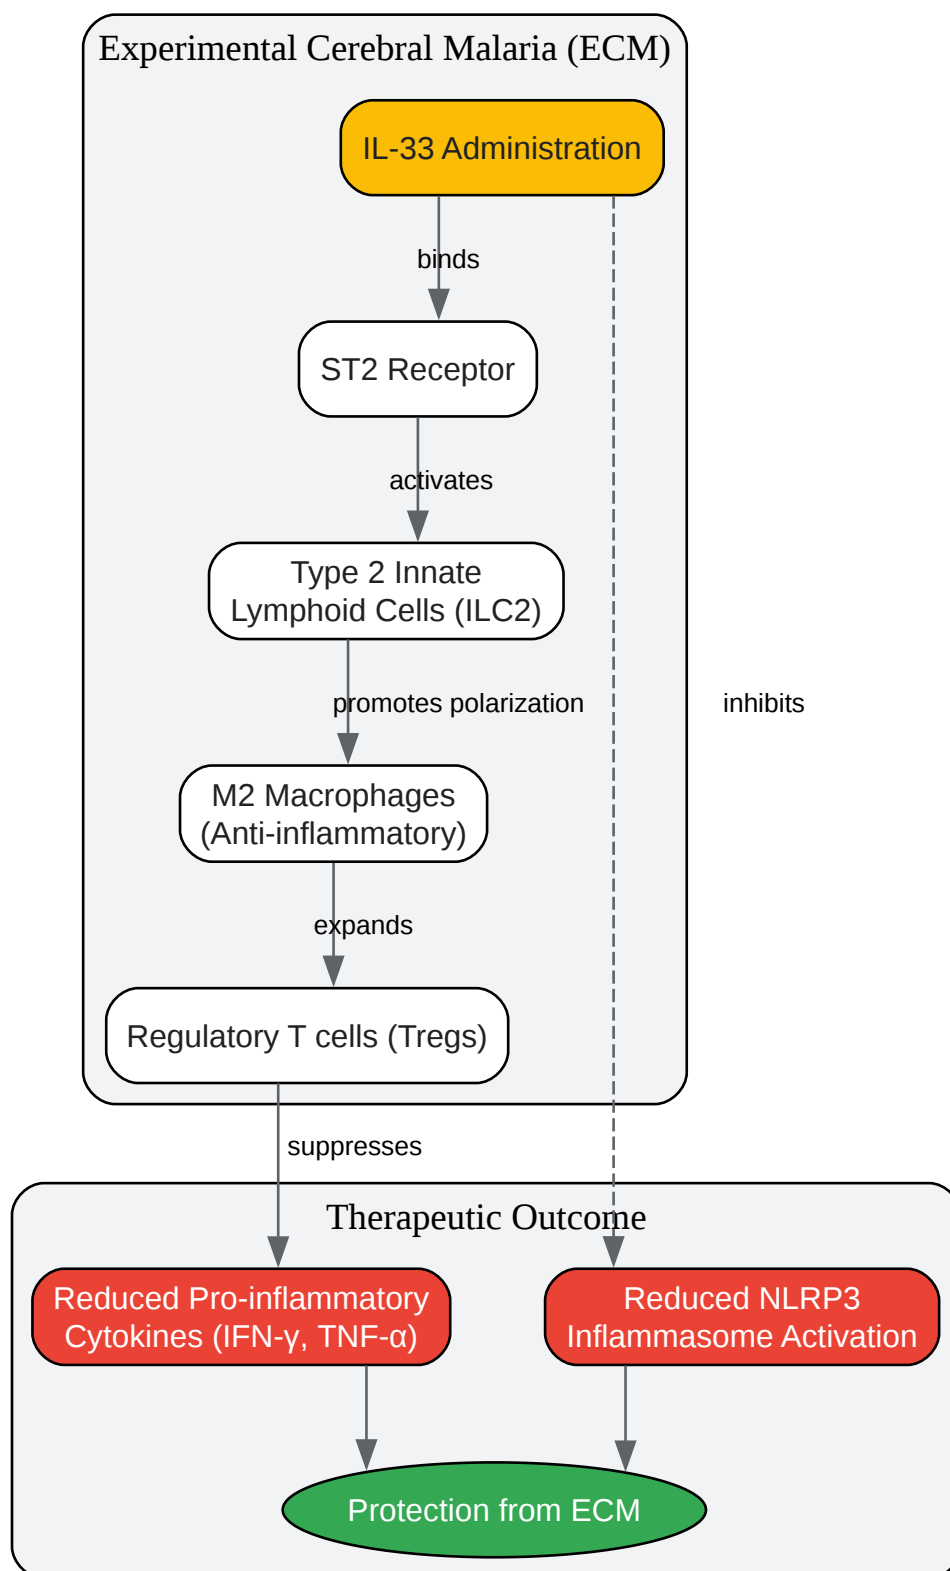 Experimental Cerebral Malaria (ECM)
IL-33 Administration
binds
ST2 Receptor
activates
Type 2 Innate
Lymphoid Cells (ILC2)
promotes polarization
inhibits
M2 Macrophages
(Anti-inflammatory)
expands
Regulatory T cells (Tregs)
suppresses
Therapeutic Outcome
Reduced Pro-inflammatory
Cytokines (IFN-γ, TNF-α)
Reduced NLRP3
Inflammasome Activation
Protection from ECM